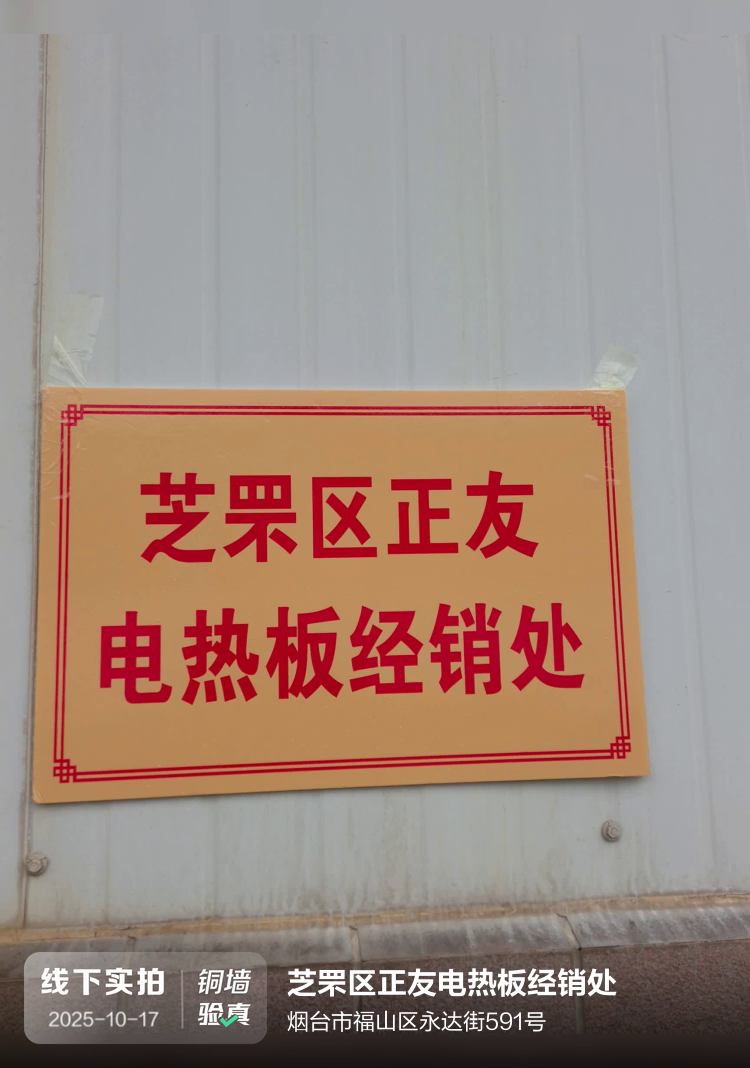 芝罘区正友
电热板经销处
线下实拍
2025-10-17
铜墙
验真
芝罘区正友电热板经销处
烟台市福山区永达街591号